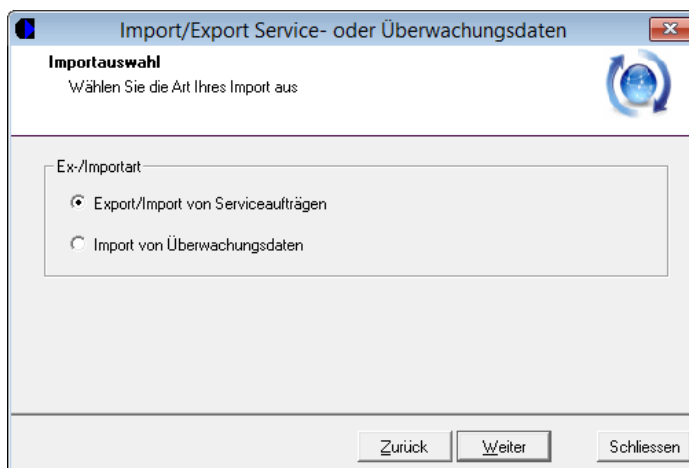 Import/Export Service- oder Überwachungsdaten
Importauswahl
Wählen Sie die Art Ihres Import aus
Ex-/Importart
Export/Import von Serviceaufträgen
Import von Überwachungsdaten
Zurück Weiter Schliessen